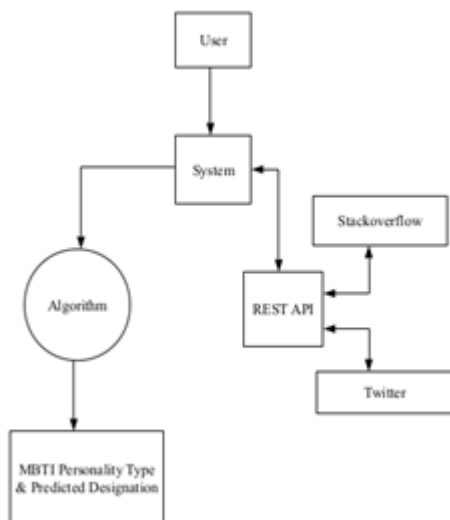 User
System
Stackoverflow
Algorithm
REST API
Twitter
MBTI Personality Type
& Predicted Designation